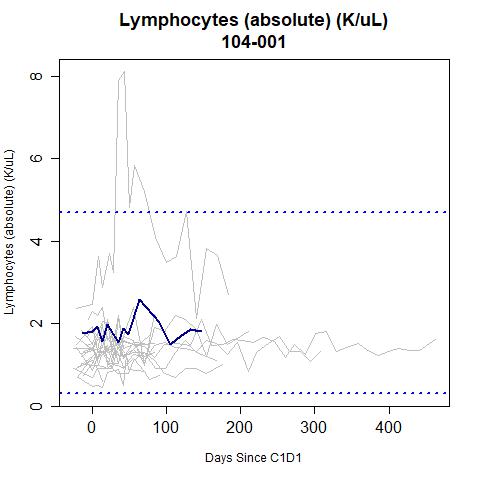 Lymphocytes (absolute) (K/uL)
104-001
Lymphocytes (absolute) (K/uL)
8
6
4
2
0
0 100 200 300 400
Days Since C1D1